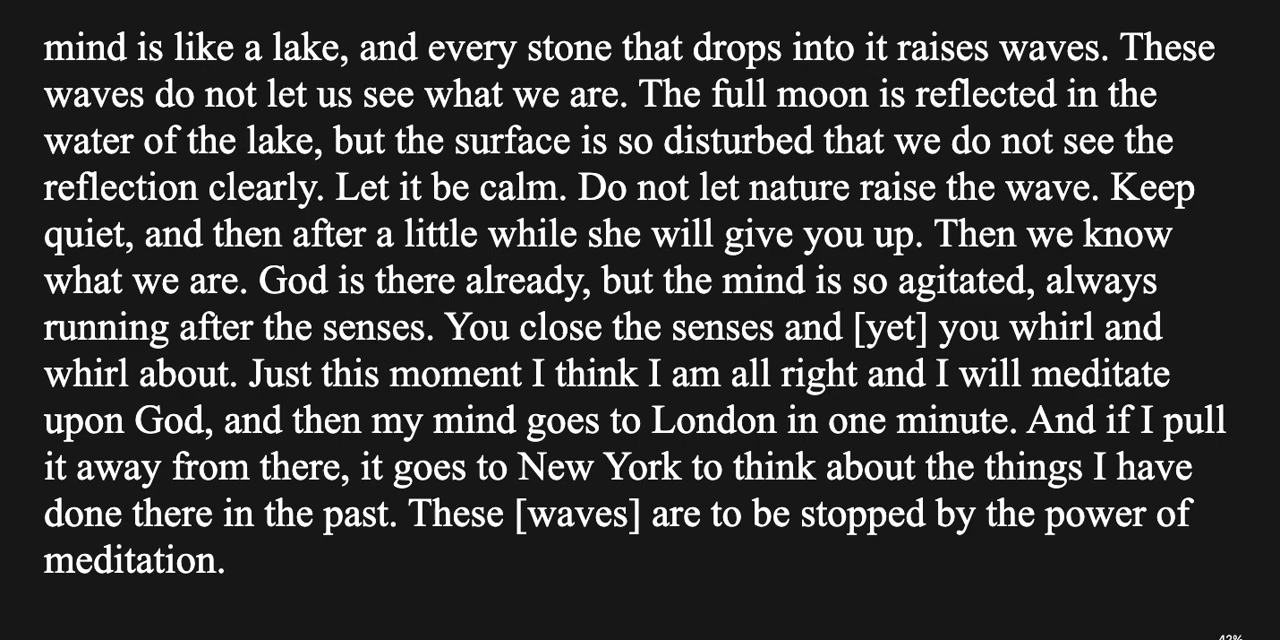 mind is like a lake, and every stone that drops into it raises waves. These
waves do not let us see what we are. The full moon is reflected in the
water of the lake, but the surface is so disturbed that we do not see the
reflection clearly. Let it be calm. Do not let nature raise the wave. Keep
quiet, and then after a little while she will give you up. Then we know
what we are. God is there already, but the mind is so agitated, always
running after the senses. You close the senses and [yet] you whirl and
whirl about. Just this moment I think I am all right and I will meditate
upon God, and then my mind goes to London in one minute. And if I pull
it away from there, it goes to New York to think about the things I have
done there in the past. These [waves] are to be stopped by the power of
meditation.
42%